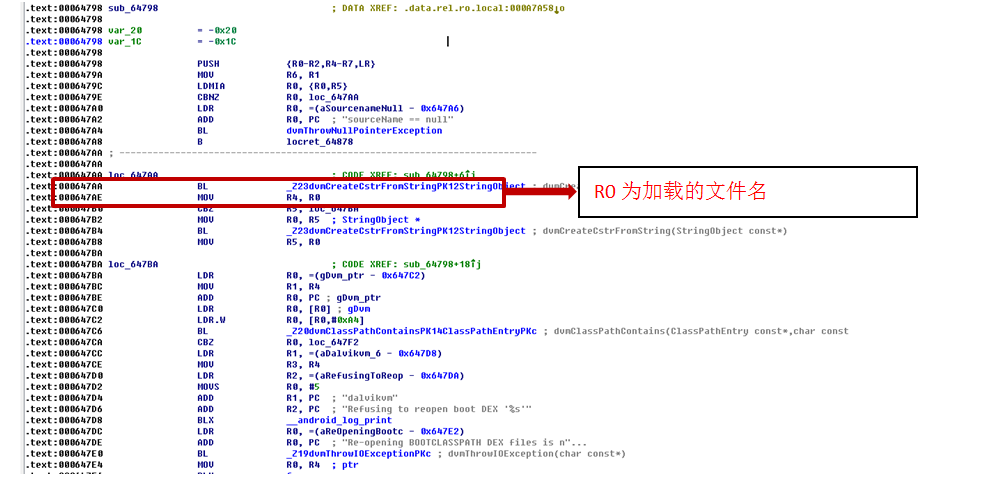 .text:00064798 sub_64798 ; DATA XREF: .data.rel.ro.local:000A7A58↓o
.text:00064798
.text:00064798 var_20 = -0x20
.text:00064798 var_1C = -0x1C
.text:00064798
.text:00064798 PUSH {R0-R2,R4-R7,LR}
.text:0006479A MOV R6, R1
.text:0006479C LDMIA R0, {R0,R5}
.text:0006479E CBNZ R0, loc_647AA
.text:000647A0 LDR R0, =(aSourcenameNull - 0x647A6)
.text:000647A2 ADD R0, PC ; "sourceName == null"
.text:000647A4 BL dvmThrowNullPointerException
.text:000647A8 B locret_64878
.text:000647AA ; ---------------------------------------------------------------------------
.text:000647AA
.text:000647AA loc_647AA ; CODE XREF: sub_64798+6↑j
.text:000647AA BL _Z23dvmCreateCstrFromStringPK12StringObject ; dvmCre
.text:000647AE MOV R4, R0
R0 为加载的文件名
.text:000647B0 CBZ R5, loc_647BA
.text:000647B2 MOV R0, R5 ; StringObject *
.text:000647B4 BL _Z23dvmCreateCstrFromStringPK12StringObject ; dvmCreateCstrFromString(StringObject const*)
.text:000647B8 MOV R5, R0
.text:000647BA
.text:000647BA loc_647BA ; CODE XREF: sub_64798+18↑j
.text:000647BA LDR R0, =(gDvm_ptr - 0x647C2)
.text:000647BC MOV R1, R4
.text:000647BE ADD R0, PC ; gDvm_ptr
.text:000647C0 LDR R0, [R0] ; gDvm
.text:000647C2 LDR.W R0, [R0,#0xA4]
.text:000647C6 BL _Z20dvmClassPathContainsPK14ClassPathEntryPKc ; dvmClassPathContains(ClassPathEntry const*,char const
.text:000647CA CBZ R0, loc_647F2
.text:000647CC LDR R1, =(aDalvikvm_6 - 0x647D8)
.text:000647CE MOV R3, R4
.text:000647D0 LDR R2, =(aRefusingToReop - 0x647DA)
.text:000647D2 MOVS R0, #5
.text:000647D4 ADD R1, PC ; "dalvikvm"
.text:000647D6 ADD R2, PC ; "Refusing to reopen boot DEX '%s'"
.text:000647D8 BLX __android_log_print
.text:000647DC LDR R0, =(aReOpeningBootc - 0x647E2)
.text:000647DE ADD R0, PC ; "Re-opening BOOTCLASSPATH DEX files is n"...
.text:000647E0 BL _Z19dvmThrowIOExceptionPKc ; dvmThrowIOException(char const*)
.text:000647E4 MOV R0, R4 ; ptr